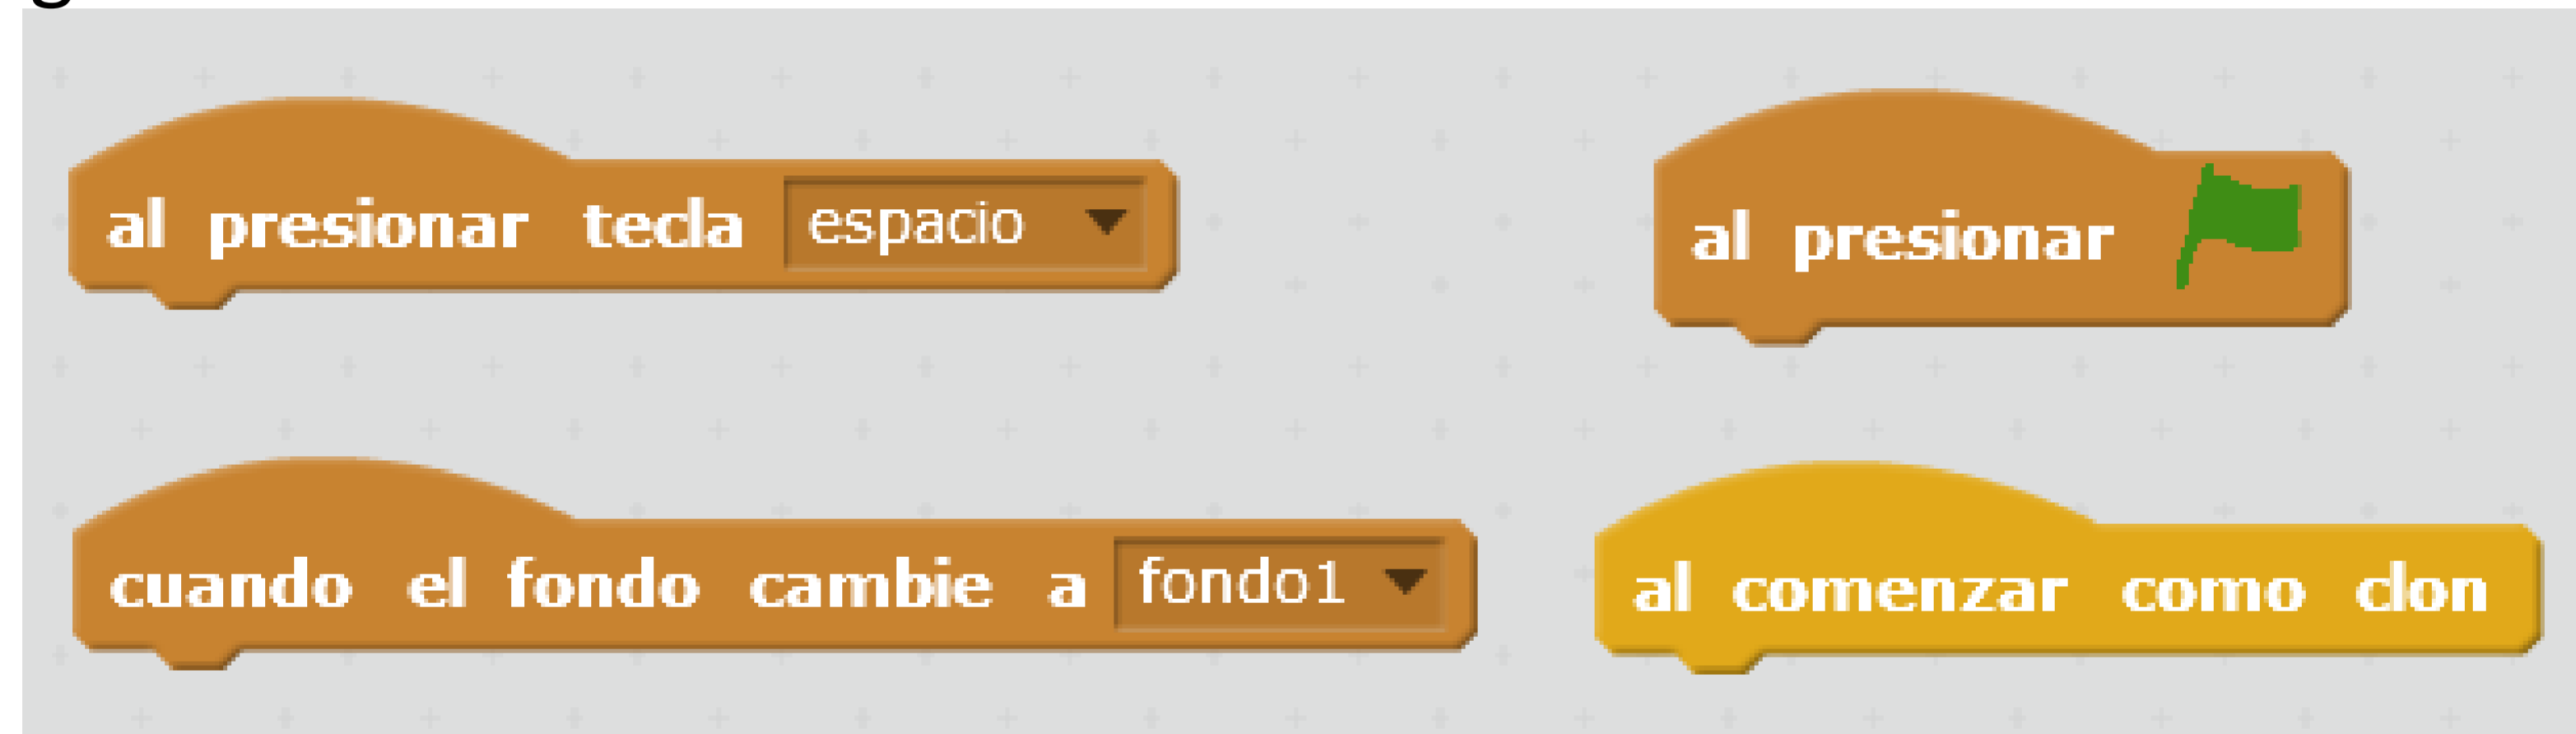 al presionar tecla espacio
al presionar
cuando el fondo cambie a fondo1
al comenzar como clon